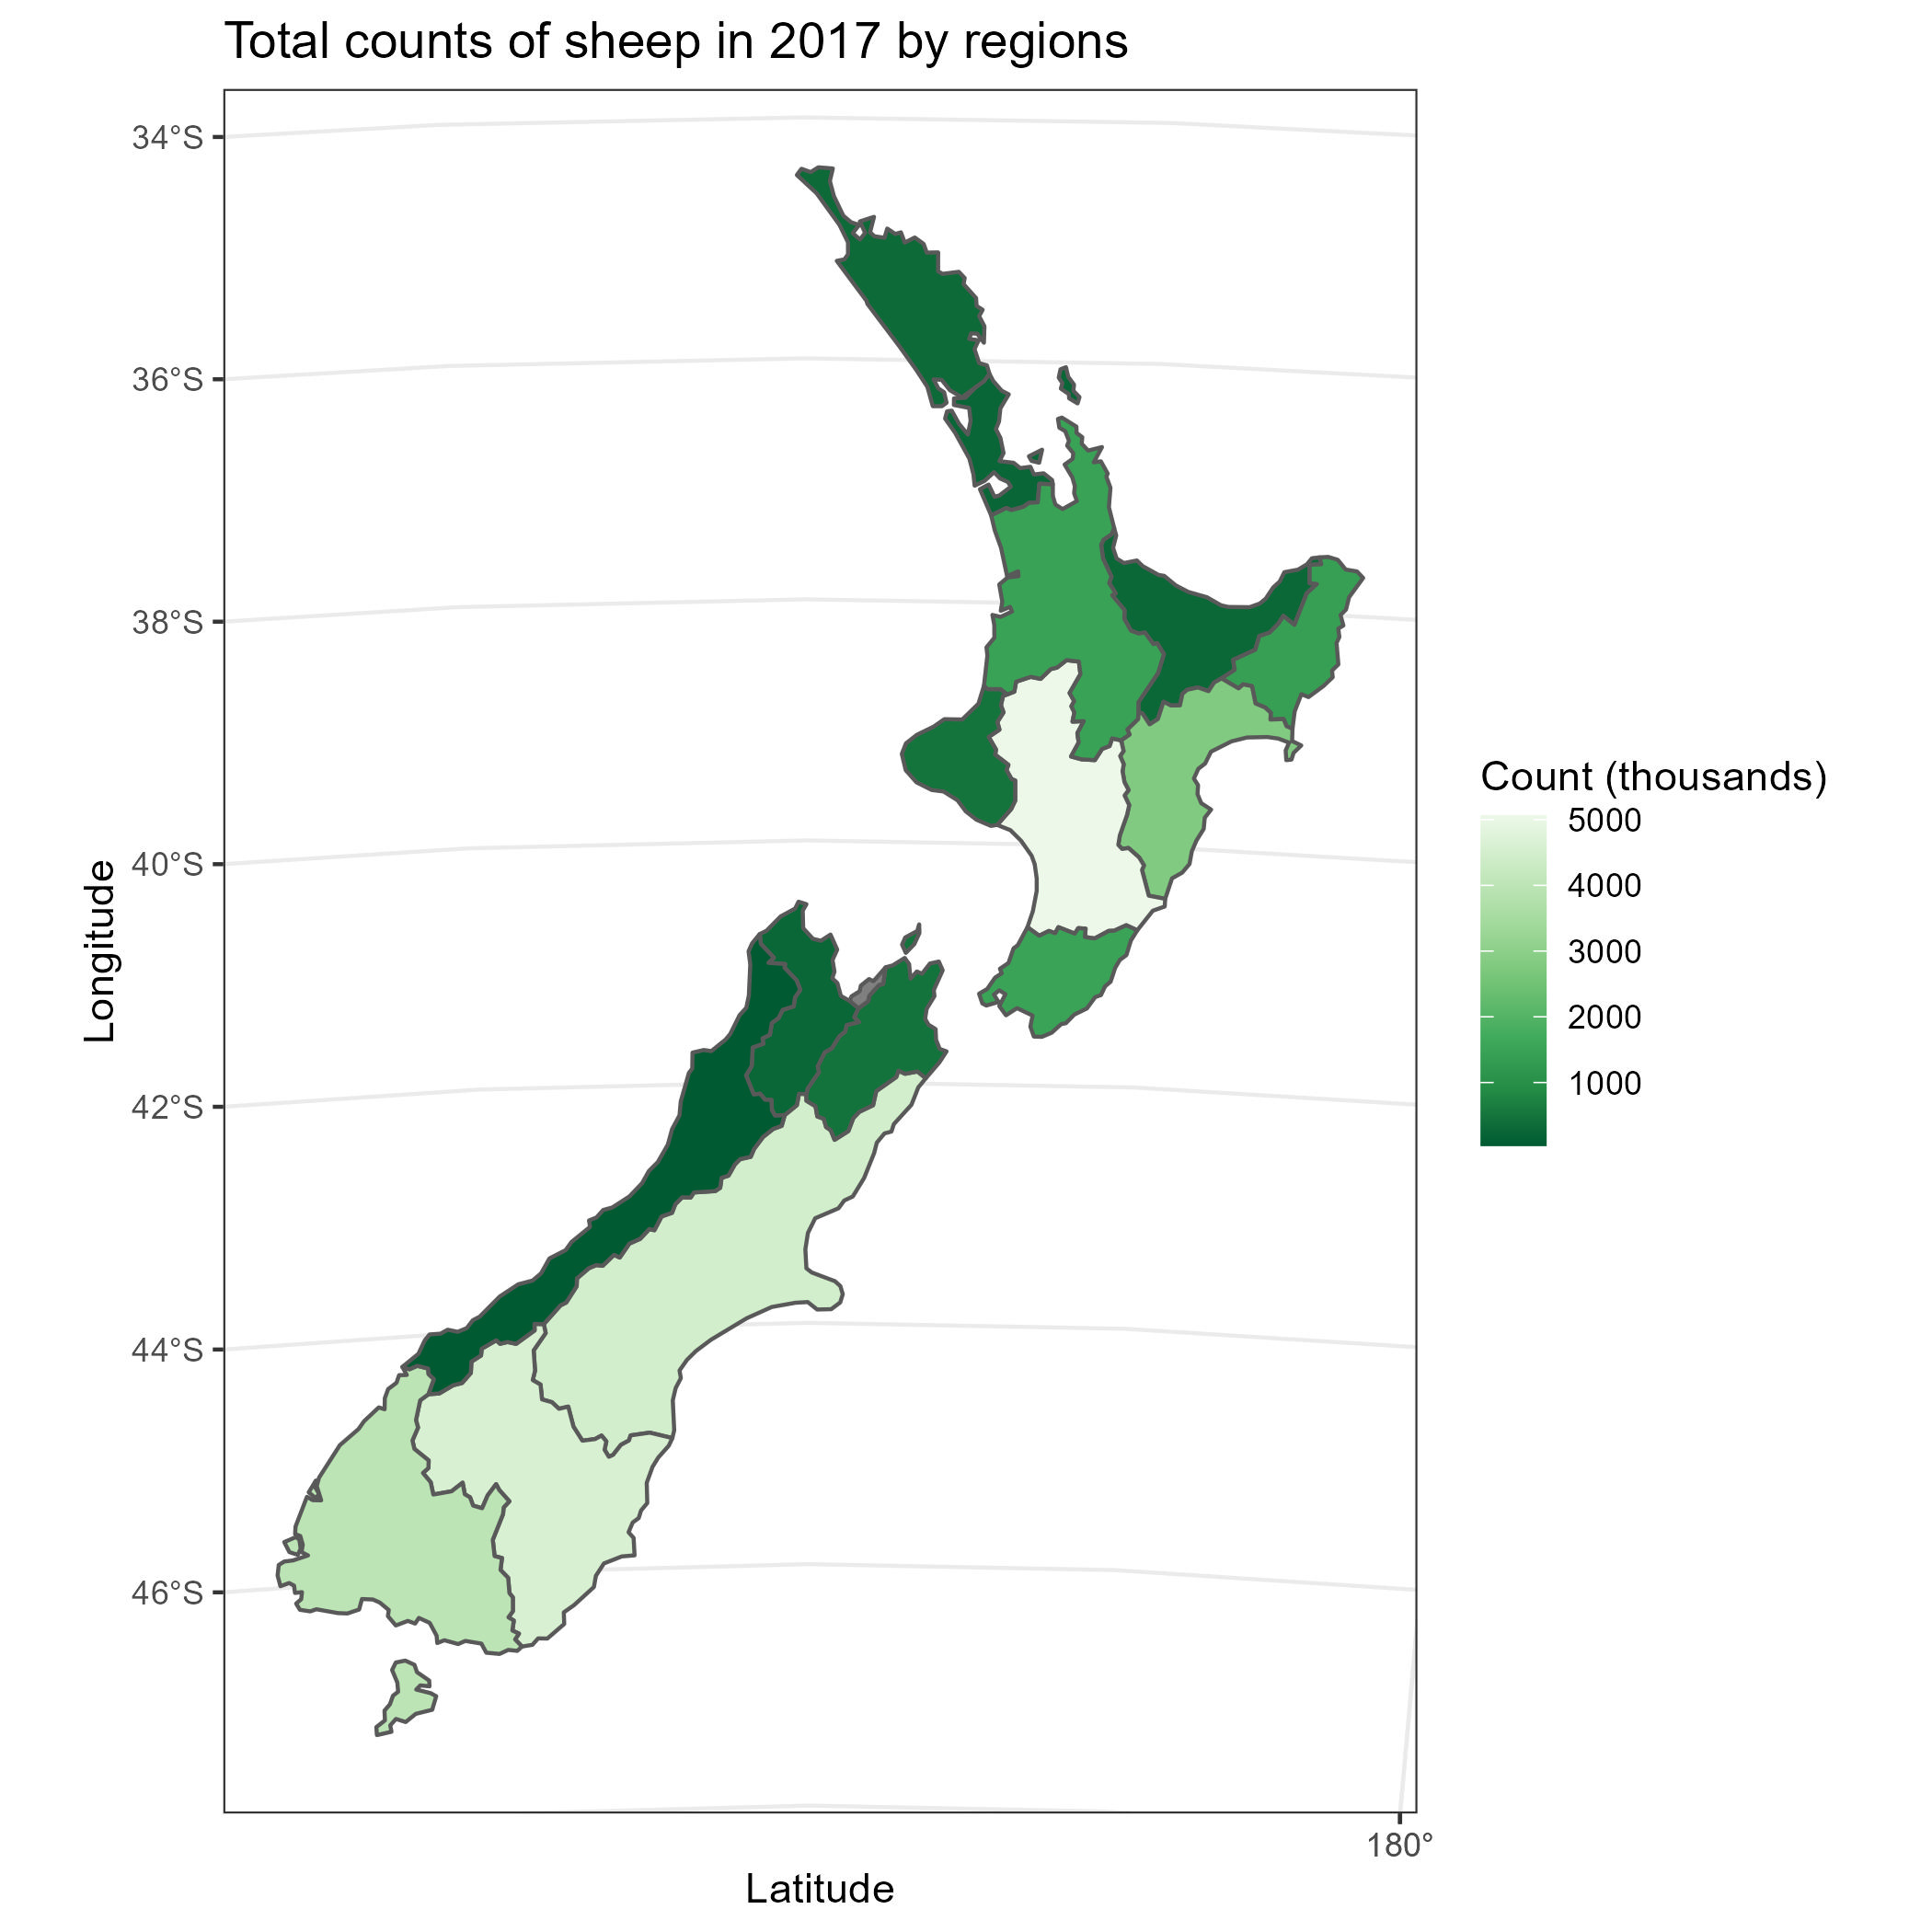 Total counts of sheep in 2017 by regions
34°S
36°S
38°S
40°S
42°S
44°S
46°S
Longitude
180°
Latitude
Count (thousands)
5000
4000
3000
2000
1000